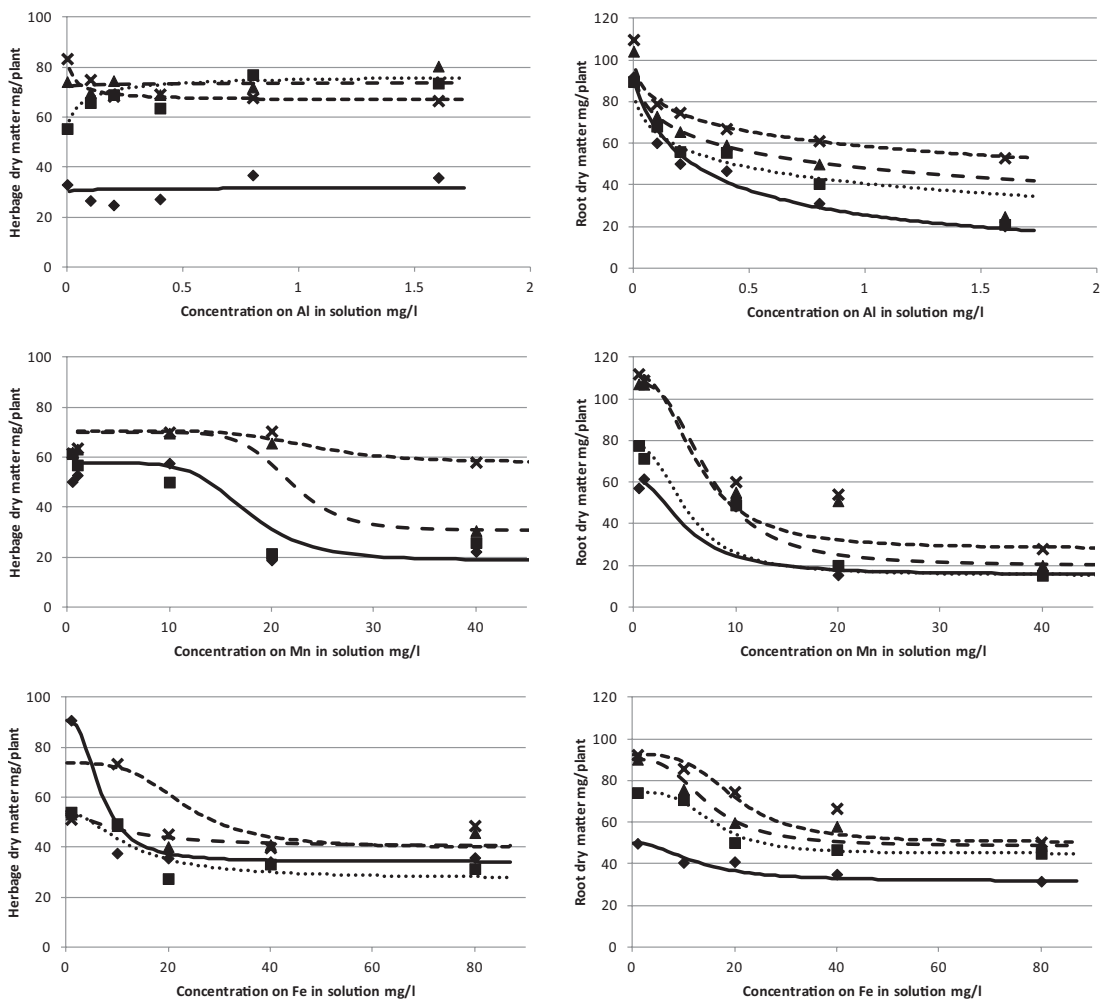 100
80
60
40
20
0
Herbage dry matter mg/plant
0 0.5 1 1.5 2
Concentration on Al in solution mg/l
120
100
80
60
40
20
0
Root dry matter mg/plant
0 0.5 1 1.5 2
Concentration on Al in solution mg/l
100
80
60
40
20
0
Herbage dry matter mg/plant
0 10 20 30 40
Concentration on Mn in solution mg/l
120
100
80
60
40
20
0
Root dry matter mg/plant
0 10 20 30 40
Concentration on Mn in solution mg/l
100
80
60
40
20
0
Herbage dry matter mg/plant
0 20 40 60 80
Concentration on Fe in solution mg/l
120
100
80
60
40
20
0
Root dry matter mg/plant
0 20 40 60 80
Concentration on Fe in solution mg/l